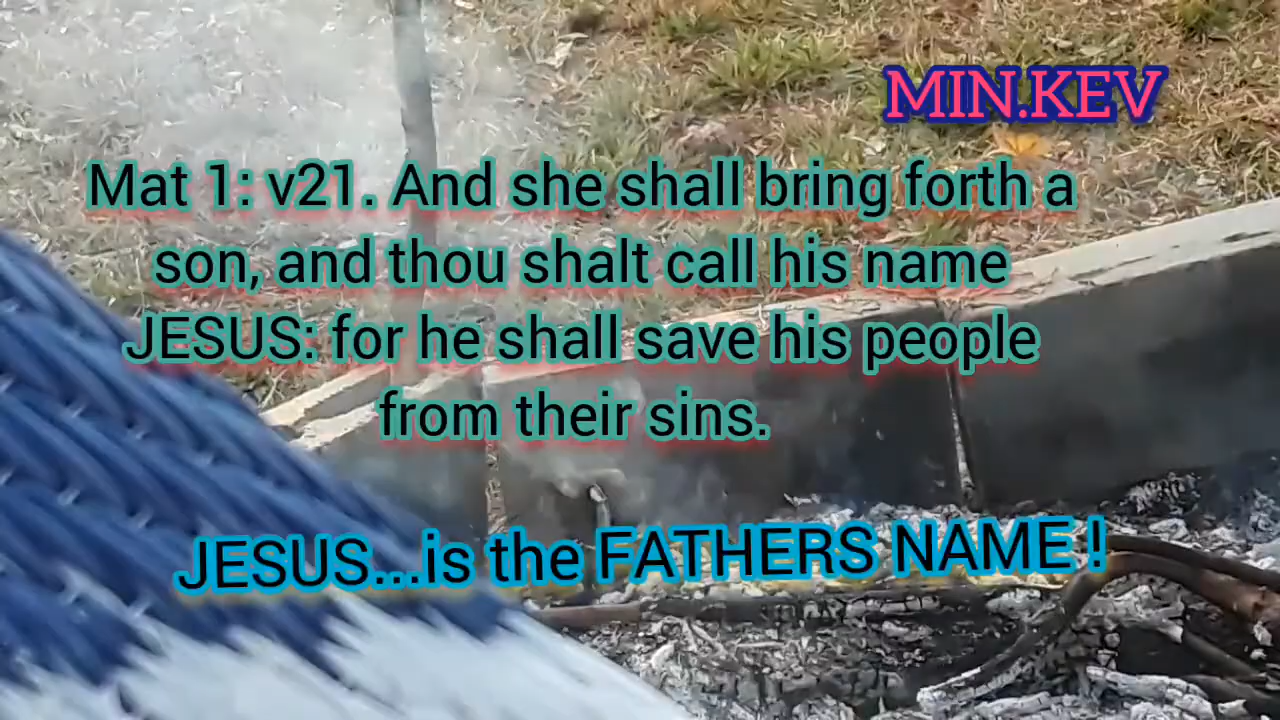 MIN.KEV
Mat 1: v21. And she shall bring forth a
son, and thou shalt call his name
JESUS: for he shall save his people
from their sins.
JESUS...is the FATHERS NAME !